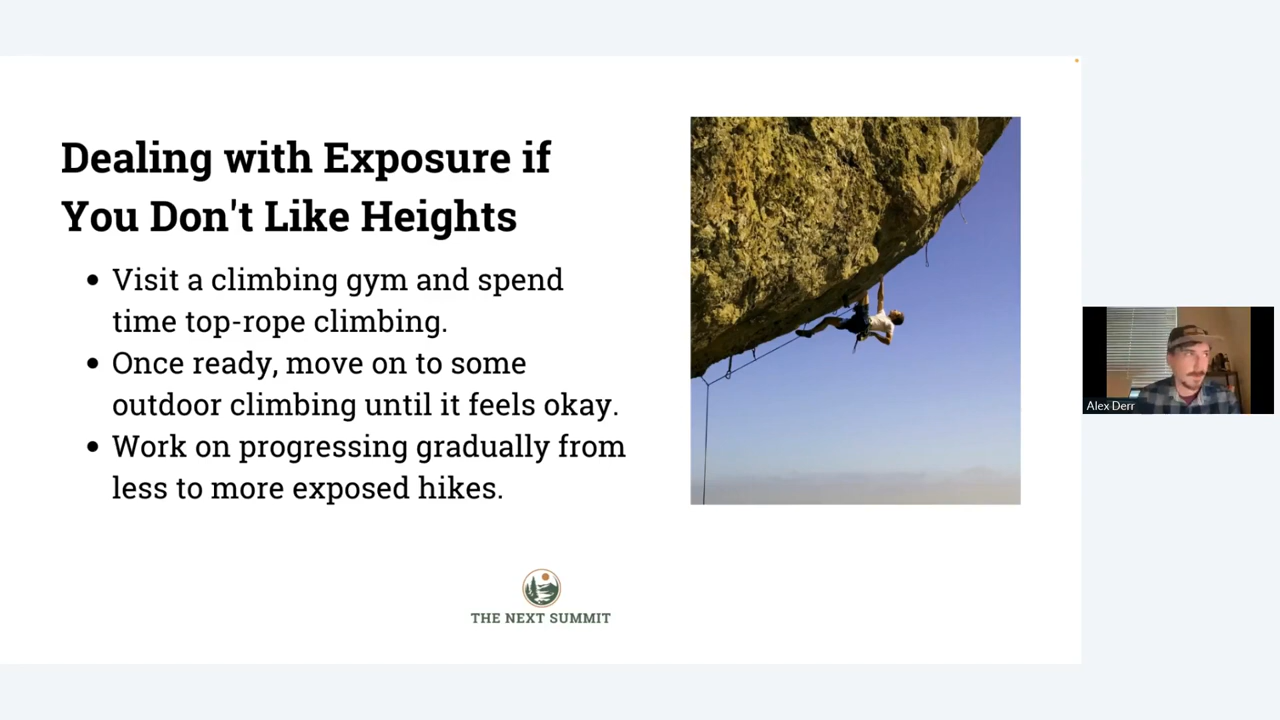 Dealing with Exposure if
You Don't Like Heights
• Visit a climbing gym and spend
time top-rope climbing.
• Once ready, move on to some
outdoor climbing until it feels okay.
• Work on progressing gradually from
less to more exposed hikes.
THE NEXT SUMMIT
Alex Derr